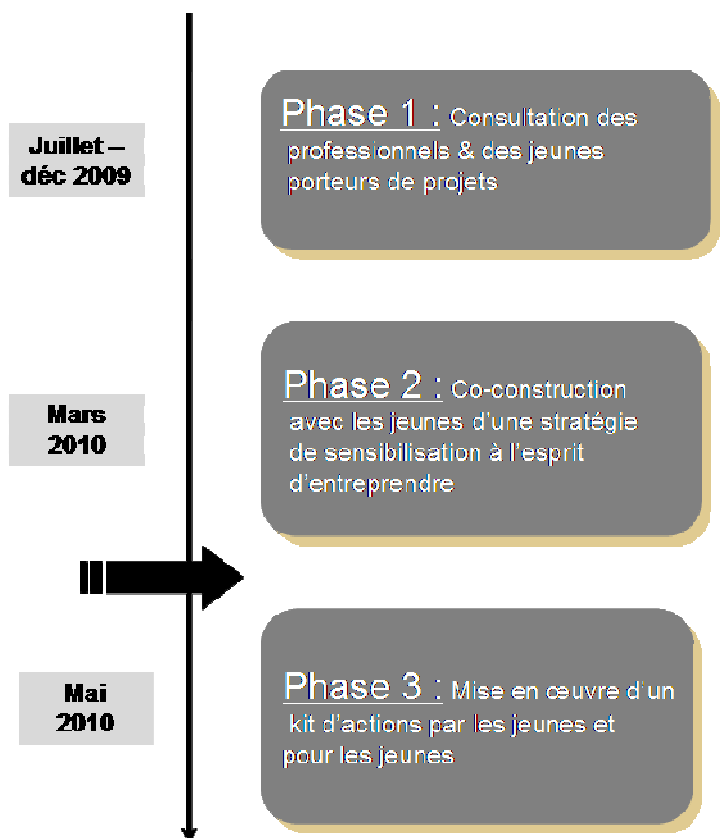 Juillet –
déc 2009
Phase 1 : Consultation des
professionnels & des jeunes
porteurs de projets
Mars
2010
Phase 2 : Co-construction
avec les jeunes d'une stratégie
de sensibilisation à l'esprit
d'entreprendre
Mai
2010
Phase 3 : Mise en œuvre d'un
kit d'actions par les jeunes et
pour les jeunes